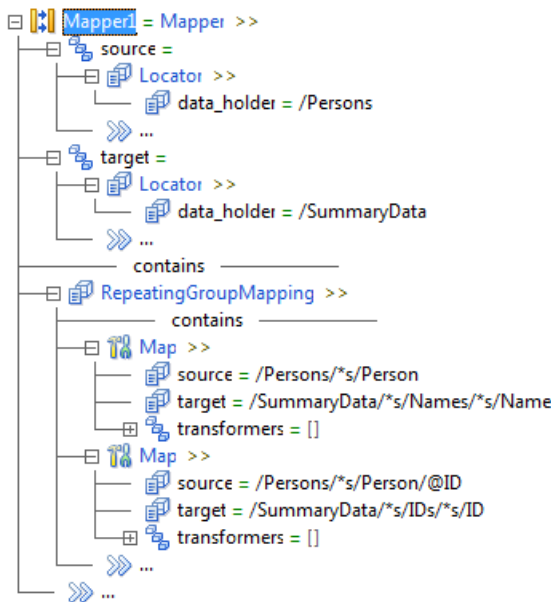 Mapper1 = Mapper >>
source =
Locator >>
data_holder = /Persons
...
target =
Locator >>
data_holder = /SummaryData
...
contains
RepeatingGroupMapping >>
contains
Map >>
source = /Persons/*s/Person
target = /SummaryData/*s/Names/*s/Name
transformers = []
Map >>
source = /Persons/*s/Person/@ID
target = /SummaryData/*s/IDs/*s/ID
transformers = []
...
...